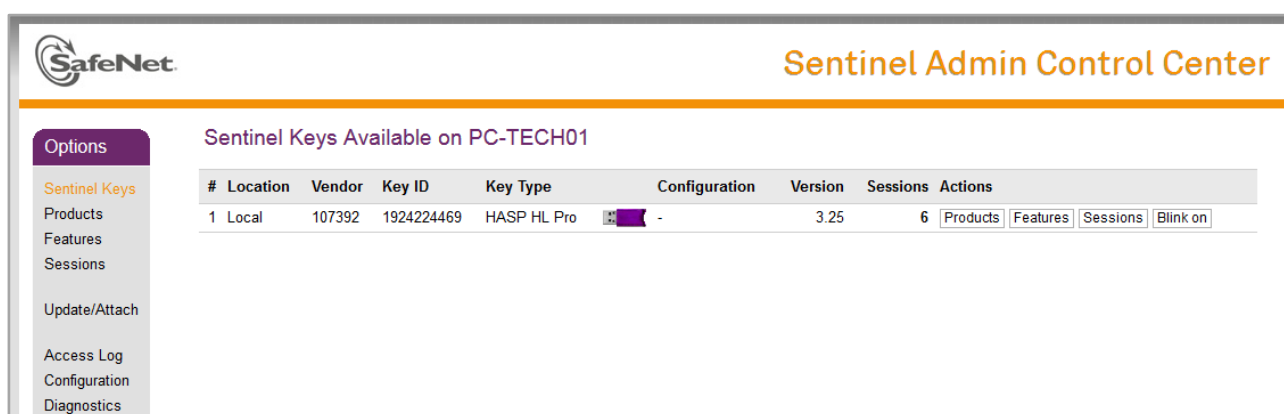 SafeNet.
Sentinel Admin Control Center
Options
Sentinel Keys
Products
Features
Sessions
Update/Attach
Access Log
Configuration
Diagnostics
Sentinel Keys Available on PC-TECH01
# Location Vendor Key ID Key Type Configuration Version Sessions Actions
1 Local 107392 1924224469 HASP HL Pro - 3.25 6 Products Features Sessions Blink on